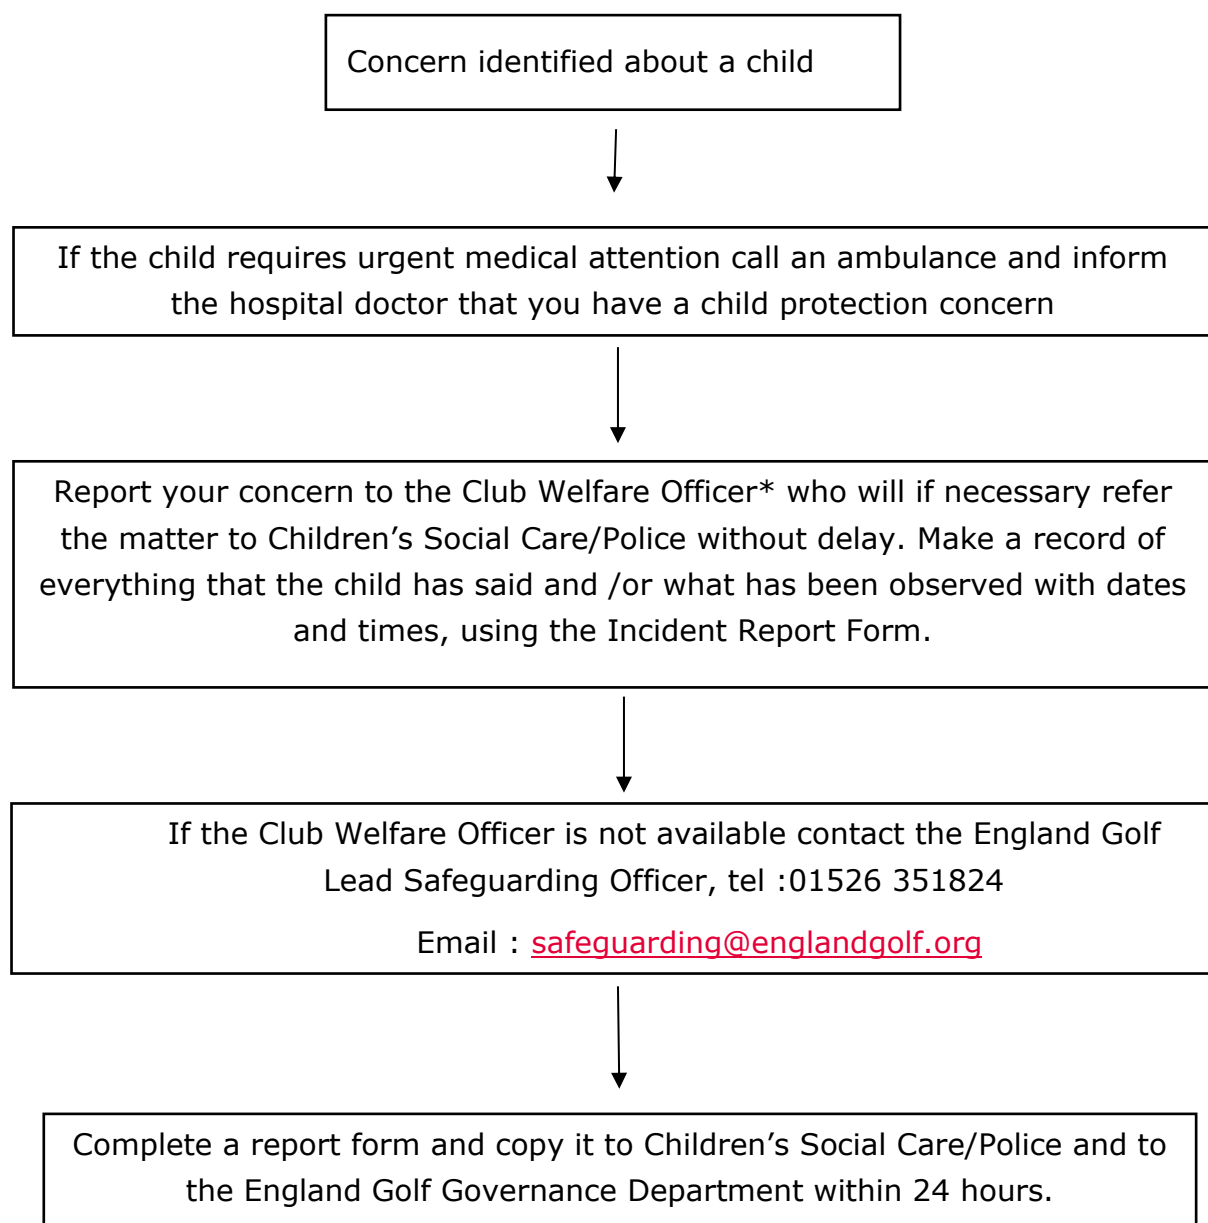 Concern identified about a child
If the child requires urgent medical attention call an ambulance and inform
the hospital doctor that you have a child protection concern
Report your concern to the Club Welfare Officer* who will if necessary refer
the matter to Children’s Social Care/Police without delay. Make a record of
everything that the child has said and /or what has been observed with dates
and times, using the Incident Report Form.
If the Club Welfare Officer is not available contact the England Golf
Lead Safeguarding Officer, tel :01526 351824
Email : safeguarding@englandgolf.org
Complete a report form and copy it to Children’s Social Care/Police and to
the England Golf Governance Department within 24 hours.